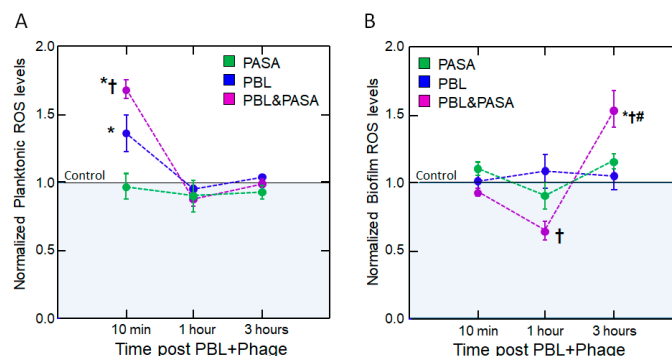 A
Normalized Planktonic ROS levels
2.0
1.5
1.0
0.5
0.0
PASA
PBL
PBL&PASA
*†
*
Control
10 min 1 hour 3 hours
Time post PBL+Phage
B
Normalized Biofilm ROS levels
2.0
1.5
1.0
0.5
0.0
PASA
PBL
PBL&PASA
*†#
Control
†
10 min 1 hour 3 hours
Time post PBL+Phage